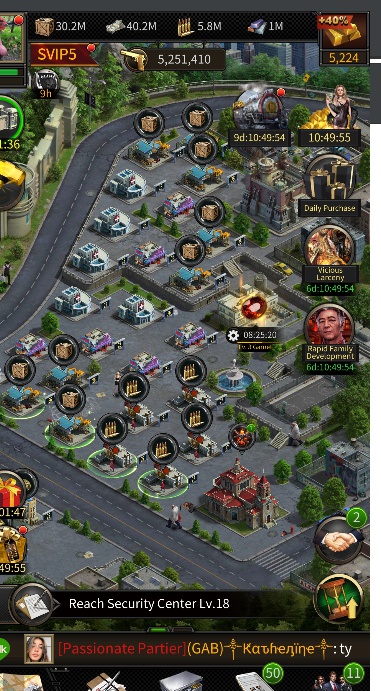 30.2M 40.2M 5.8M 1M +40%
SVIP5 5,251,410 5,224
9h
1:36 9d:10:49:54 10:49:55
Daily Purchase
Vicious
Larceny
6d:10:49:54
08:25:20
Rapid Family
Development
6d:10:49:54
01:47
49:55
2
Reach Security Center Lv.18
[Passionate Partier](GAB)⸸Kατɦҽɲïղҽ⸸: ty
50 11